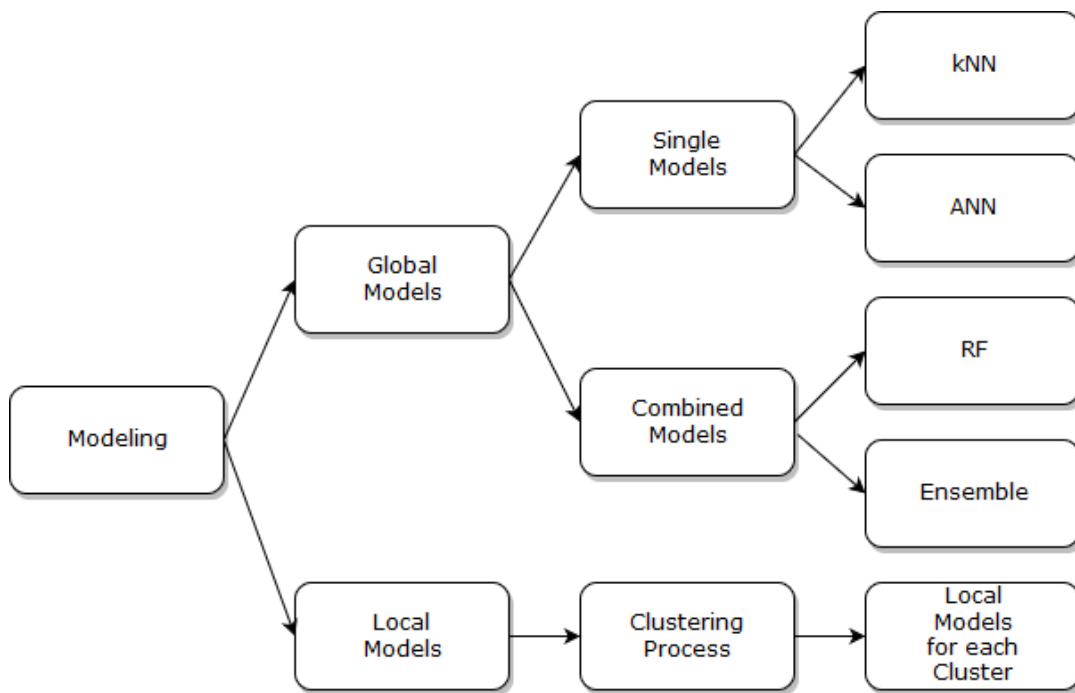 Modeling
Global
Models
Single
Models
kNN
ANN
Combined
Models
RF
Ensemble
Local
Models
Clustering
Process
Local
Models
for each
Cluster